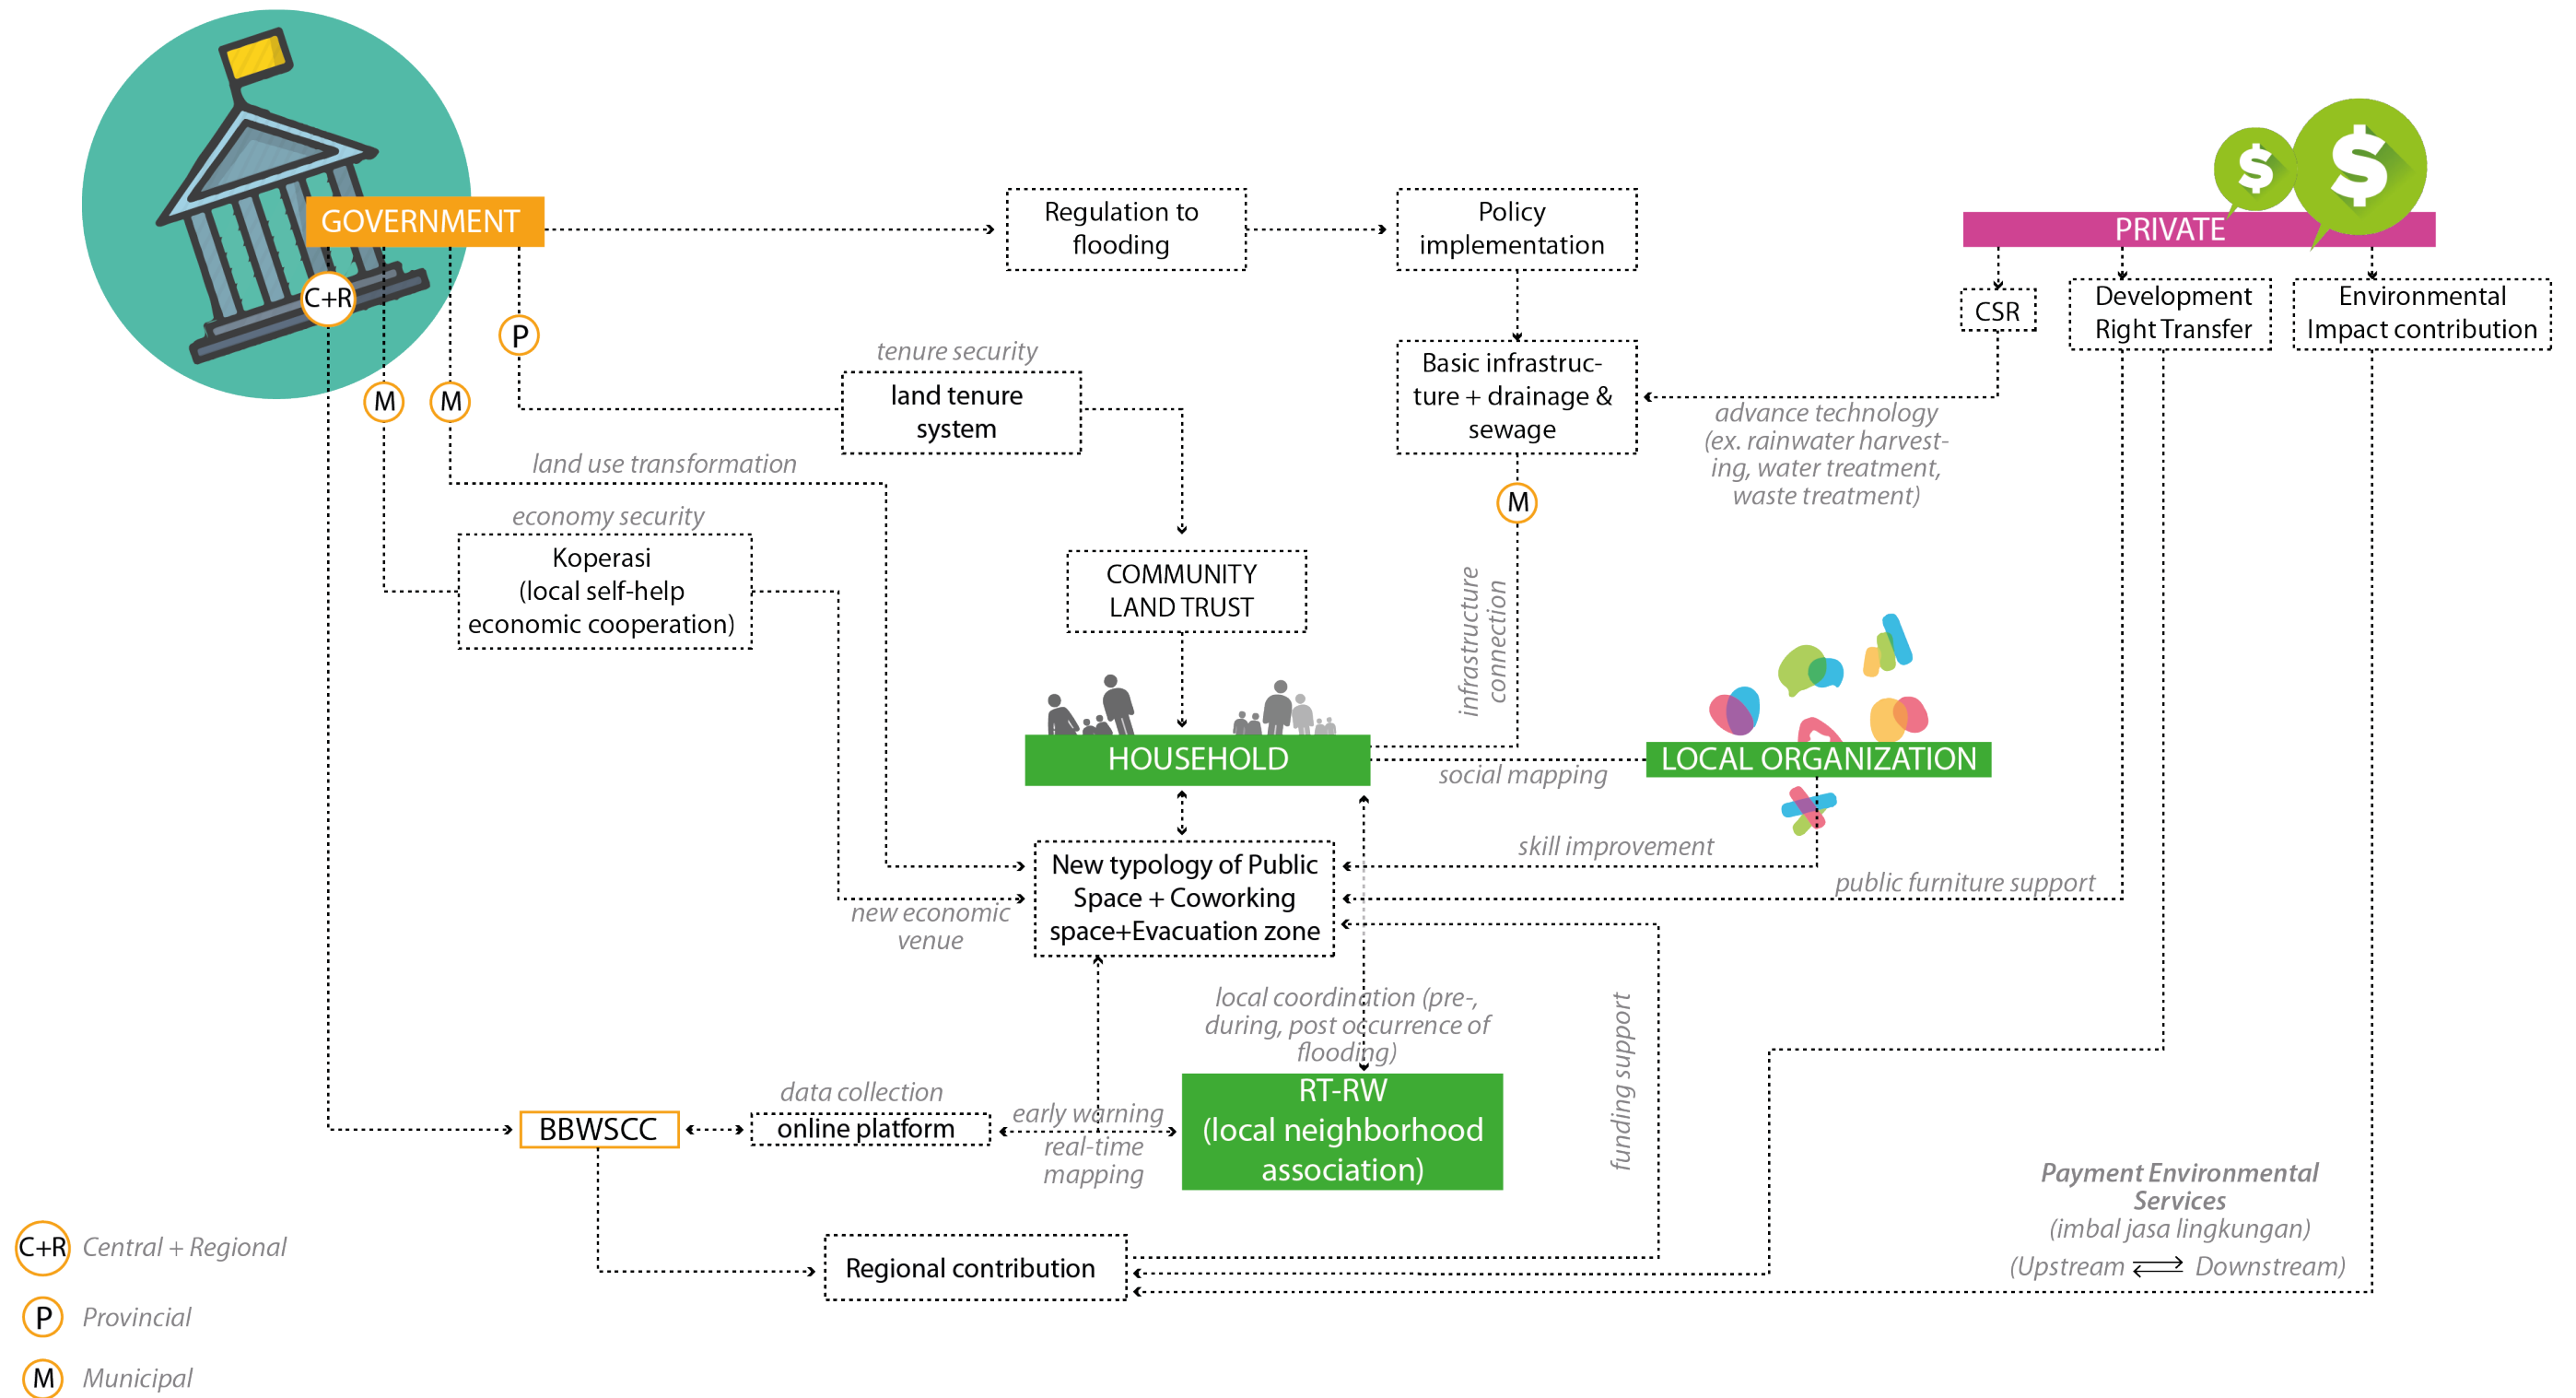 GOVERNMENT
C+R
M
M
P
Regulation to
flooding
Policy
implementation
PRIVATE
$
$
CSR
Development
Right Transfer
Environmental
Impact contribution
tenure security
land tenure
system
Basic infrastruc-
ture + drainage &
sewage
advance technology
(ex. rainwater harvest-
ing, water treatment,
waste treatment)
land use transformation
M
economy security
Koperasi
(local self-help
economic cooperation)
COMMUNITY
LAND TRUST
infrastructure
connection
HOUSEHOLD
social mapping
LOCAL ORGANIZATION
skill improvement
New typology of Public
Space + Coworking
space+Evacuation zone
public furniture support
new economic
venue
local coordination (pre-,
during, post occurrence of
flooding)
funding support
BBWSCC
data collection
online platform
early warning
real-time
mapping
RT-RW
(local neighborhood
association)
Regional contribution
Payment Environmental
Services
(imbal jasa lingkungan)
(Upstream ⇄ Downstream)
C+R Central + Regional
P Provincial
M Municipal